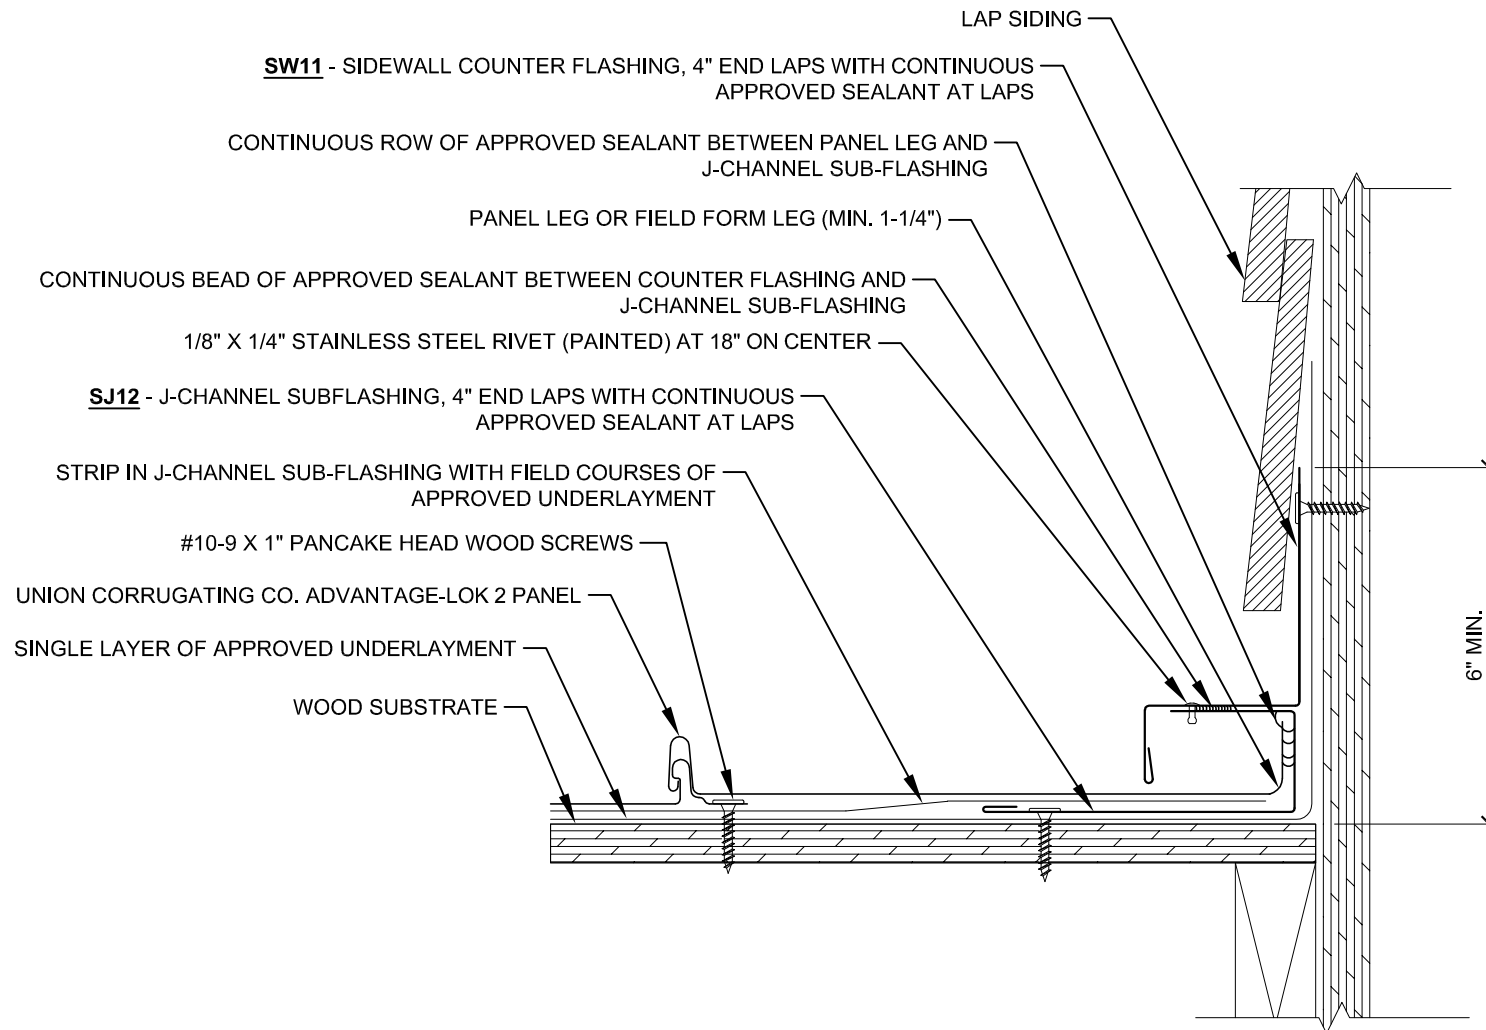 LAP SIDING
SW11 - SIDEWALL COUNTER FLASHING, 4" END LAPS WITH CONTINUOUS
APPROVED SEALANT AT LAPS
CONTINUOUS ROW OF APPROVED SEALANT BETWEEN PANEL LEG AND
J-CHANNEL SUB-FLASHING
PANEL LEG OR FIELD FORM LEG (MIN. 1-1/4")
CONTINUOUS BEAD OF APPROVED SEALANT BETWEEN COUNTER FLASHING AND
J-CHANNEL SUB-FLASHING
1/8" X 1/4" STAINLESS STEEL RIVET (PAINTED) AT 18" ON CENTER
SJ12 - J-CHANNEL SUBFLASHING, 4" END LAPS WITH CONTINUOUS
APPROVED SEALANT AT LAPS
STRIP IN J-CHANNEL SUB-FLASHING WITH FIELD COURSES OF
APPROVED UNDERLAYMENT
#10-9 X 1" PANCAKE HEAD WOOD SCREWS
UNION CORRUGATING CO. ADVANTAGE-LOK 2 PANEL
SINGLE LAYER OF APPROVED UNDERLAYMENT
WOOD SUBSTRATE
6" MIN.